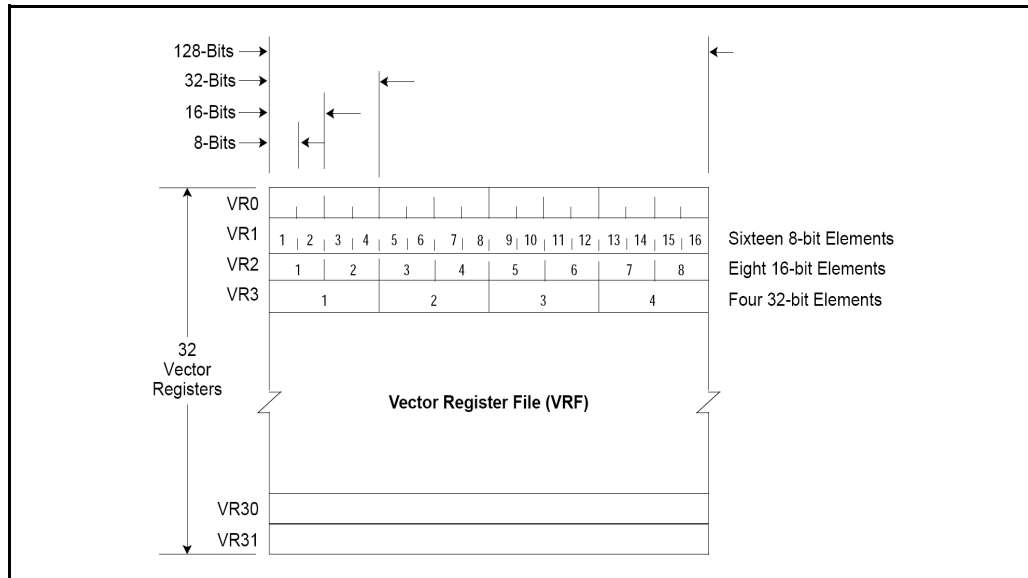 128-Bits
32-Bits
16-Bits
8-Bits
VR0
VR1 1 2 3 4 5 6 7 8 9 10 11 12 13 14 15 16 Sixteen 8-bit Elements
VR2 1 2 3 4 5 6 7 8 Eight 16-bit Elements
VR3 1 2 3 4 Four 32-bit Elements
32
Vector
Registers
Vector Register File (VRF)
VR30
VR31